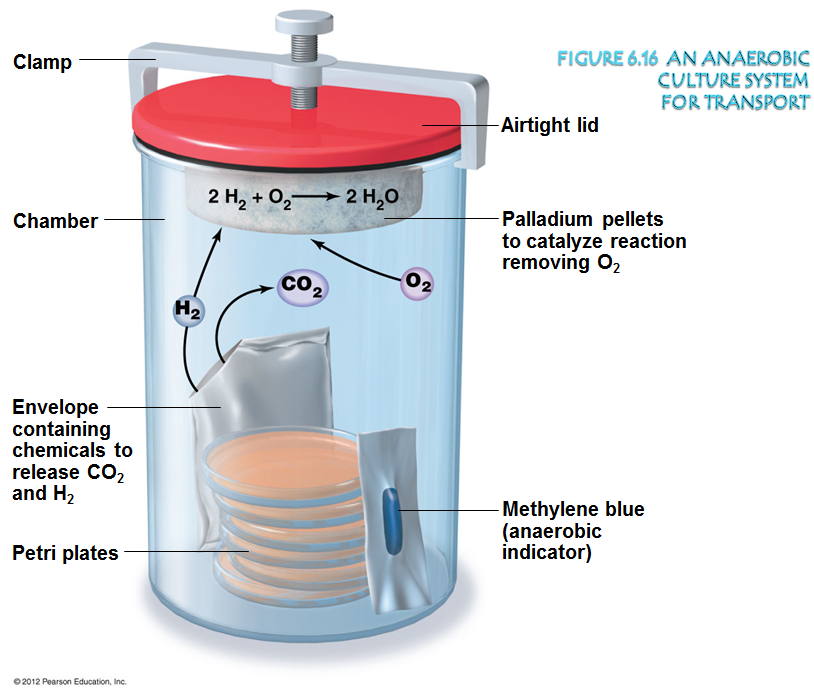 Clamp
FIGURE 6.16 AN ANAEROBIC
CULTURE SYSTEM
FOR TRANSPORT
Airtight lid
2 H₂ + O₂ → 2 H₂O
Chamber
Palladium pellets
to catalyze reaction
removing O₂
CO₂
O₂
H₂
Envelope
containing
chemicals to
release CO₂
and H₂
Methylene blue
(anaerobic
indicator)
Petri plates
© 2012 Pearson Education, Inc.